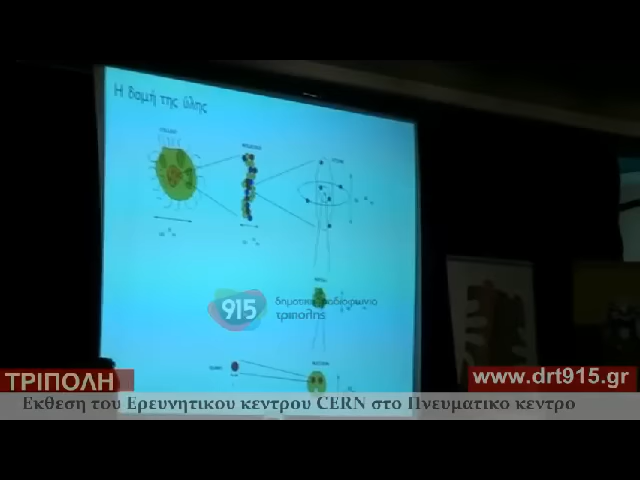 Η δομή της ύλης
915
δημοτικό ραδιόφωνο
τρίπολης
ΤΡΙΠΟΛΗ
www.drt915.gr
Εκθεση του Ερευνητικου κεντρου CERN στο Πνευματικο κεντρο